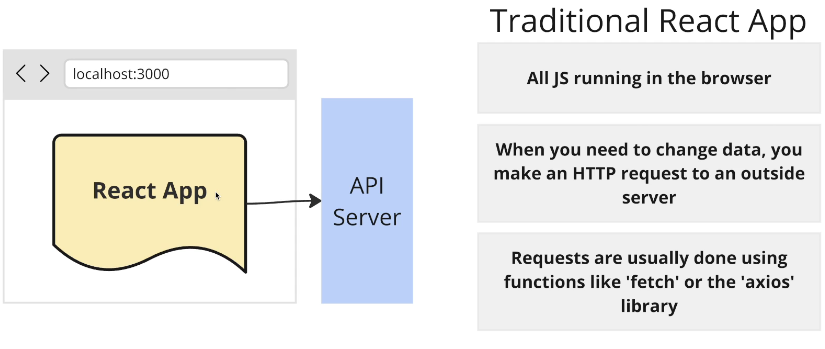 Traditional React App
localhost:3000
All JS running in the browser
React App
API
Server
When you need to change data, you
make an HTTP request to an outside
server
Requests are usually done using
functions like 'fetch' or the 'axios'
library